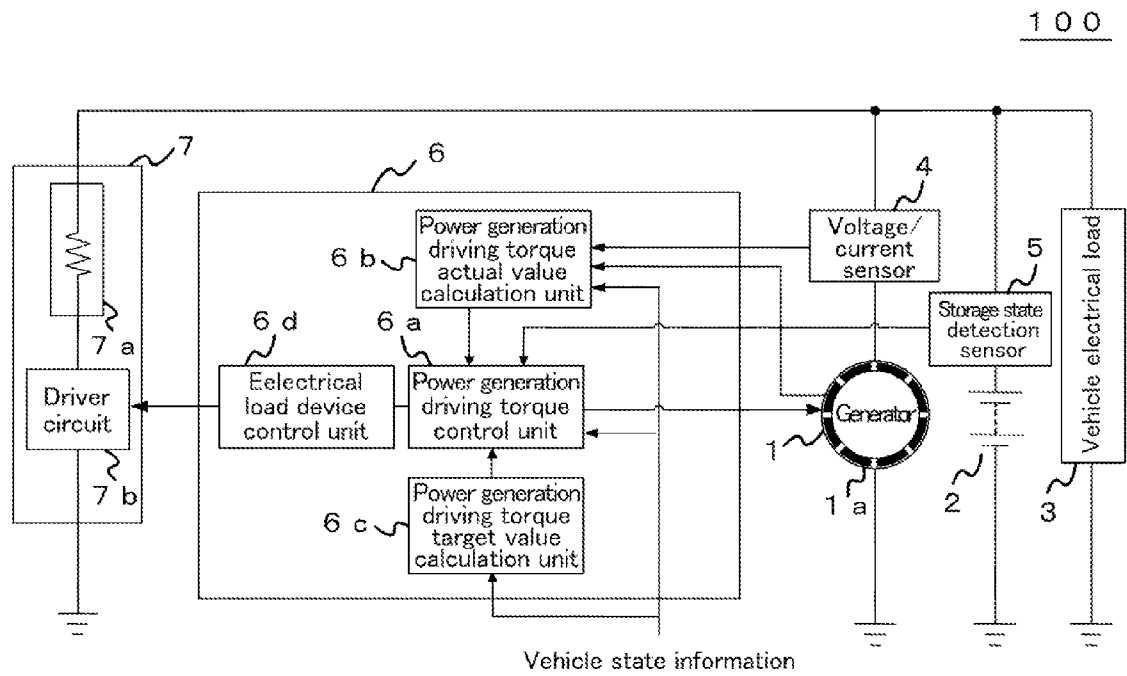 100
7
6
4
Power generation
driving torque
actual value
calculation unit
6 b
Voltage/
current
sensor
5
Vehicle electrical load
7 a
6 d
6 a
Storage state
detection
sensor
Driver
circuit
Eelectrical
load device
control unit
Power generation
driving torque
control unit
Generator
1
7 b
6 c
Power generation
driving torque
target value
calculation unit
1 a
2
3
Vehicle state information